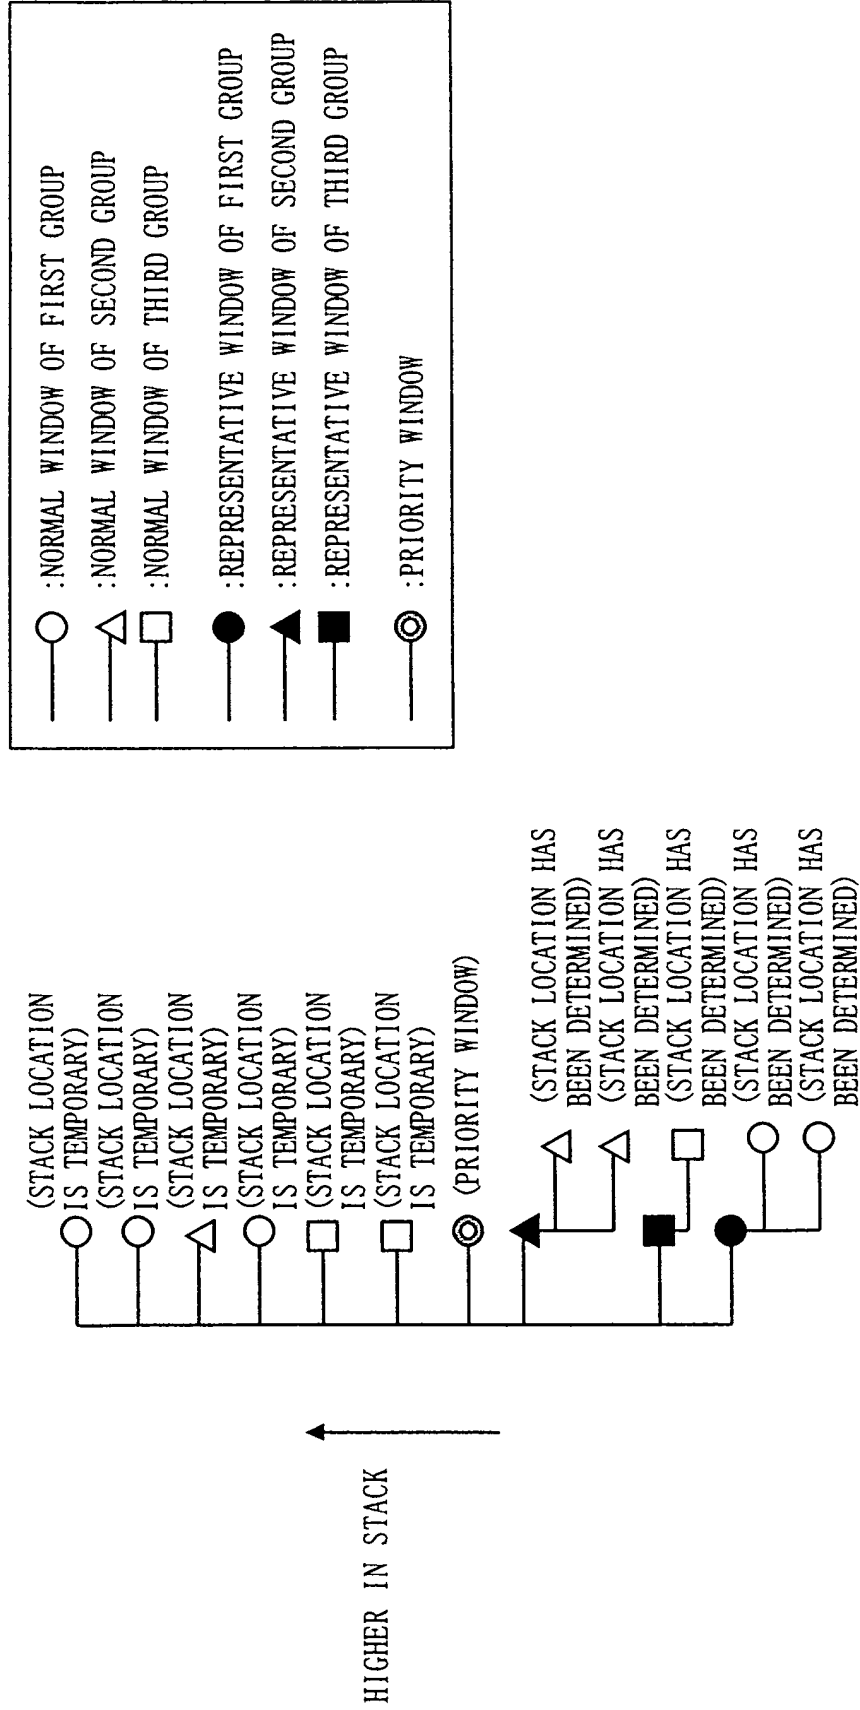 :NORMAL WINDOW OF FIRST GROUP
:NORMAL WINDOW OF SECOND GROUP
:NORMAL WINDOW OF THIRD GROUP
:REPRESENTATIVE WINDOW OF FIRST GROUP
:REPRESENTATIVE WINDOW OF SECOND GROUP
:REPRESENTATIVE WINDOW OF THIRD GROUP
:PRIORITY WINDOW
(STACK LOCATION
IS TEMPORARY)
(STACK LOCATION
IS TEMPORARY)
(STACK LOCATION
IS TEMPORARY)
(STACK LOCATION
IS TEMPORARY)
(STACK LOCATION
IS TEMPORARY)
(STACK LOCATION
IS TEMPORARY)
(PRIORITY WINDOW)
(STACK LOCATION HAS
BEEN DETERMINED)
(STACK LOCATION HAS
BEEN DETERMINED)
(STACK LOCATION HAS
BEEN DETERMINED)
(STACK LOCATION HAS
BEEN DETERMINED)
(STACK LOCATION HAS
BEEN DETERMINED)
HIGHER IN STACK